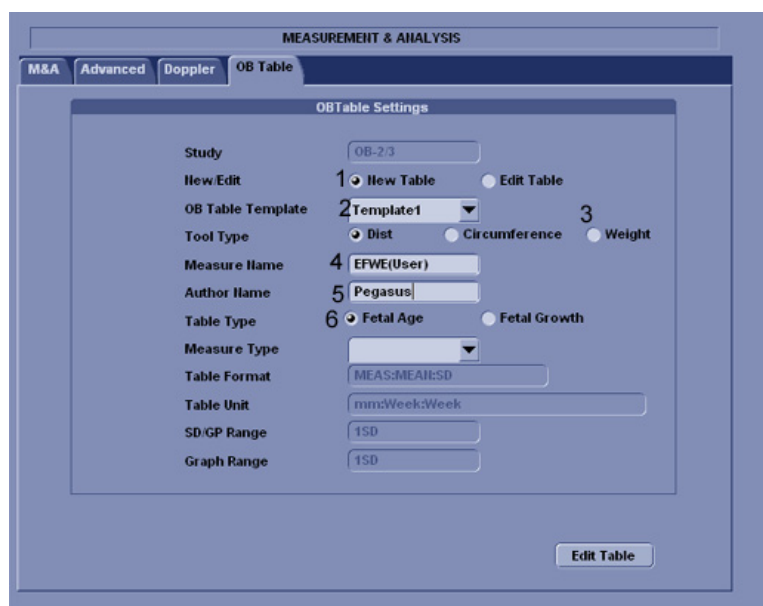 MEASUREMENT & ANALYSIS
M&A Advanced Doppler OB Table
OBTable Settings
Study OB-2/3
New/Edit 1 New Table Edit Table
OB Table Template 2 Template1 3
Tool Type Dist Circumference Weight
Measure Name 4 EFWE(User)
Author Name 5 Pegasus
Table Type 6 Fetal Age Fetal Growth
Measure Type
Table Format MEAS:MEAN:SD
Table Unit mm:Week:Week
SD/GP Range 1SD
Graph Range 1SD
Edit Table